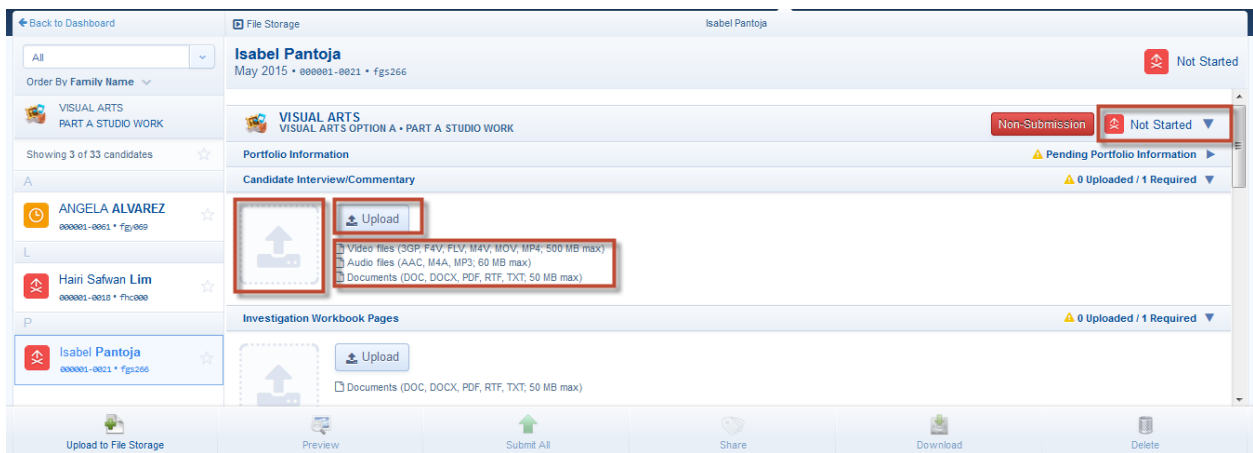 Back to Dashboard
File Storage
Isabel Pantoja
All
Order By Family Name
VISUAL ARTS
PART A STUDIO WORK
Showing 3 of 33 candidates
A
ANGELA ALVAREZ
000001-0061 • fgy069
L
Hairi Safwan Lim
000001-0018 • fhc000
P
Isabel Pantoja
000001-0021 • fgs266
Isabel Pantoja
May 2015 • 000001-0021 • fgs266
Not Started
VISUAL ARTS
VISUAL ARTS OPTION A • PART A STUDIO WORK
Non-Submission
Not Started
Portfolio Information
Pending Portfolio Information
Candidate Interview/Commentary
0 Uploaded / 1 Required
Upload
Video files (3GP, F4V, FLV, M4V, MOV, MP4; 500 MB max)
Audio files (AAC, M4A, MP3; 60 MB max)
Documents (DOC, DOCX, PDF, RTF, TXT; 50 MB max)
Investigation Workbook Pages
0 Uploaded / 1 Required
Upload
Documents (DOC, DOCX, PDF, RTF, TXT; 50 MB max)
Upload to File Storage
Preview
Submit All
Share
Download
Delete